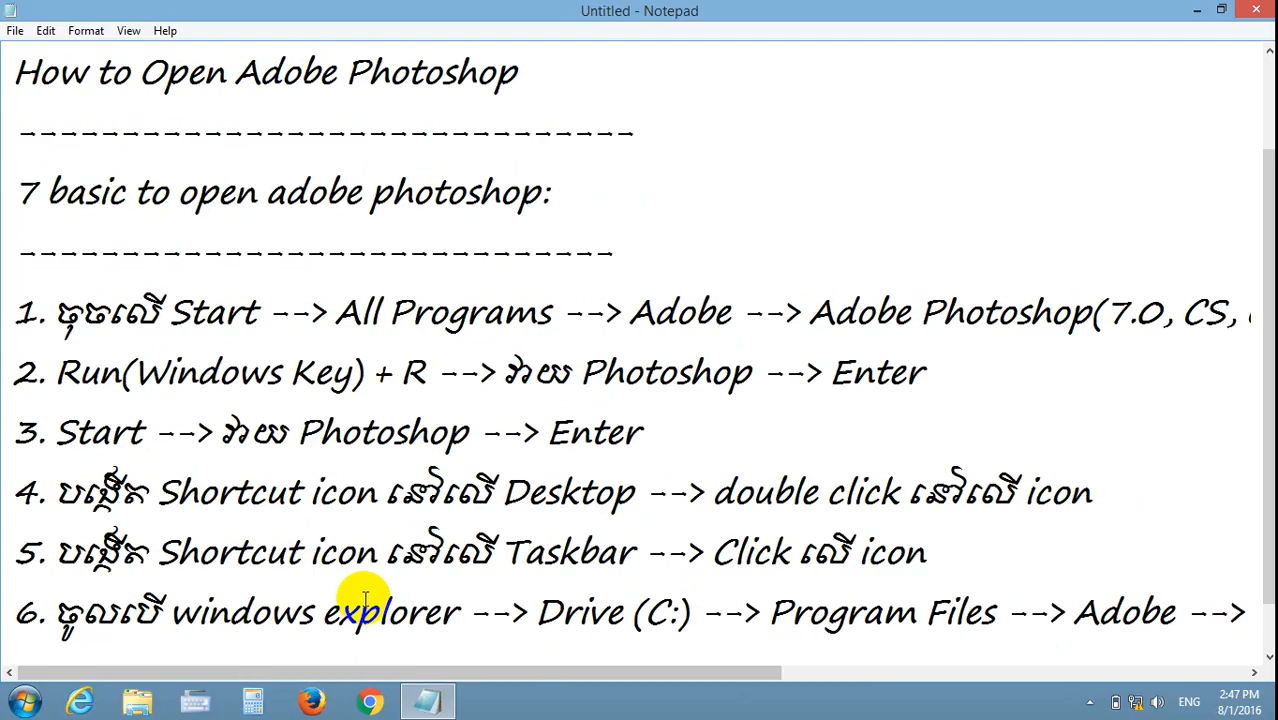 Untitled - Notepad
File Edit Format View Help
How to Open Adobe Photoshop
------------------------------
7 basic to open adobe photoshop:
-----------------------------
1. ចុចលើ Start --> All Programs --> Adobe --> Adobe Photoshop(7.0, CS,
2. Run(Windows Key) + R --> វាយ Photoshop --> Enter
3. Start --> វាយ Photoshop --> Enter
4. បង្កើត Shortcut icon នៅលើ Desktop --> double click នៅលើ icon
5. បង្កើត Shortcut icon នៅលើ Taskbar --> Click លើ icon
6. ចូលបើ windows explorer --> Drive (C:) --> Program Files --> Adobe -->
ENG
2:47 PM
8/1/2016